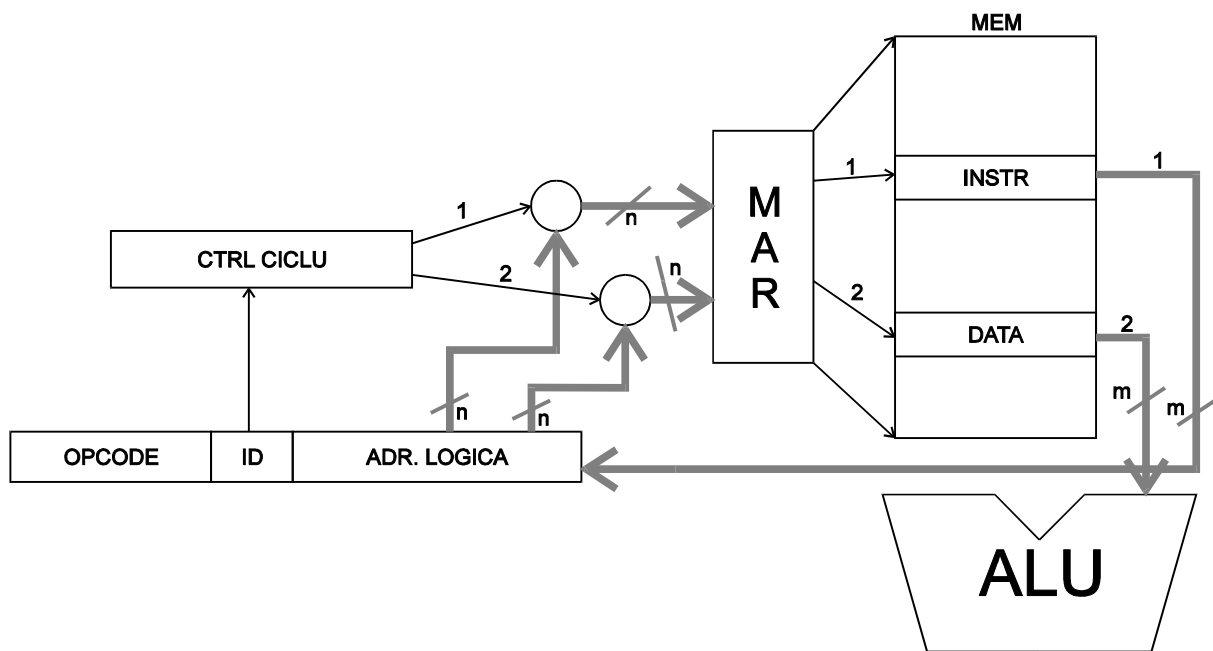 MEM
1
INSTR
1
M
A
R
n
1
CTRL CICLU
2
n
2
DATA
2
m
m
n
n
OPCODE
ID
ADR. LOGICA
ALU